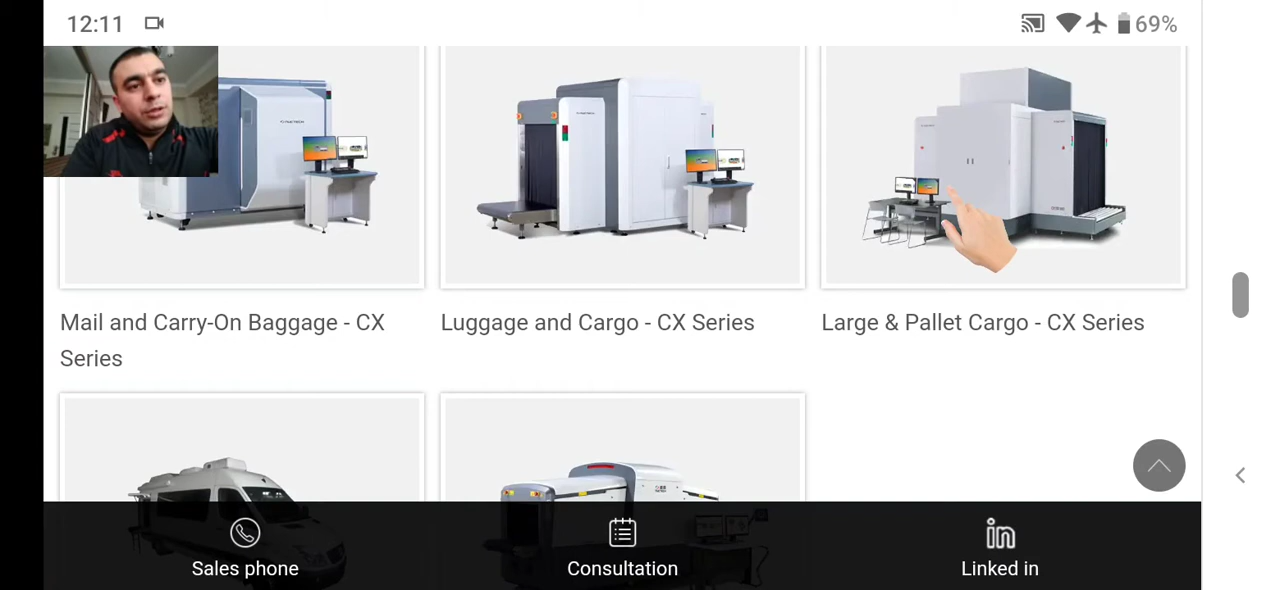 12:11
69%
Mail and Carry-On Baggage - CX
Series
Luggage and Cargo - CX Series
Large & Pallet Cargo - CX Series
Sales phone
Consultation
Linked in